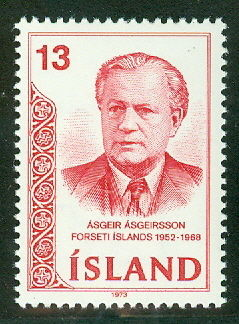 13
ÁSGEIR ÁSGEIRSSON
FORSETI ÍSLANDS 1952-1968
ÍSLAND
1973